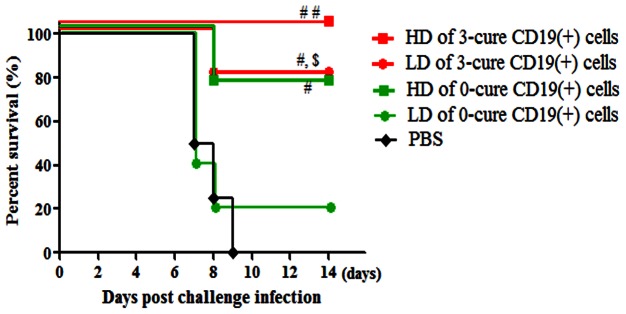 Percent survival (%)
100
80
60
40
20
0
0 2 4 6 8 10 12 14 (days)
Days post challenge infection
# #
#, $
#
HD of 3-cure CD19(+) cells
LD of 3-cure CD19(+) cells
HD of 0-cure CD19(+) cells
LD of 0-cure CD19(+) cells
PBS